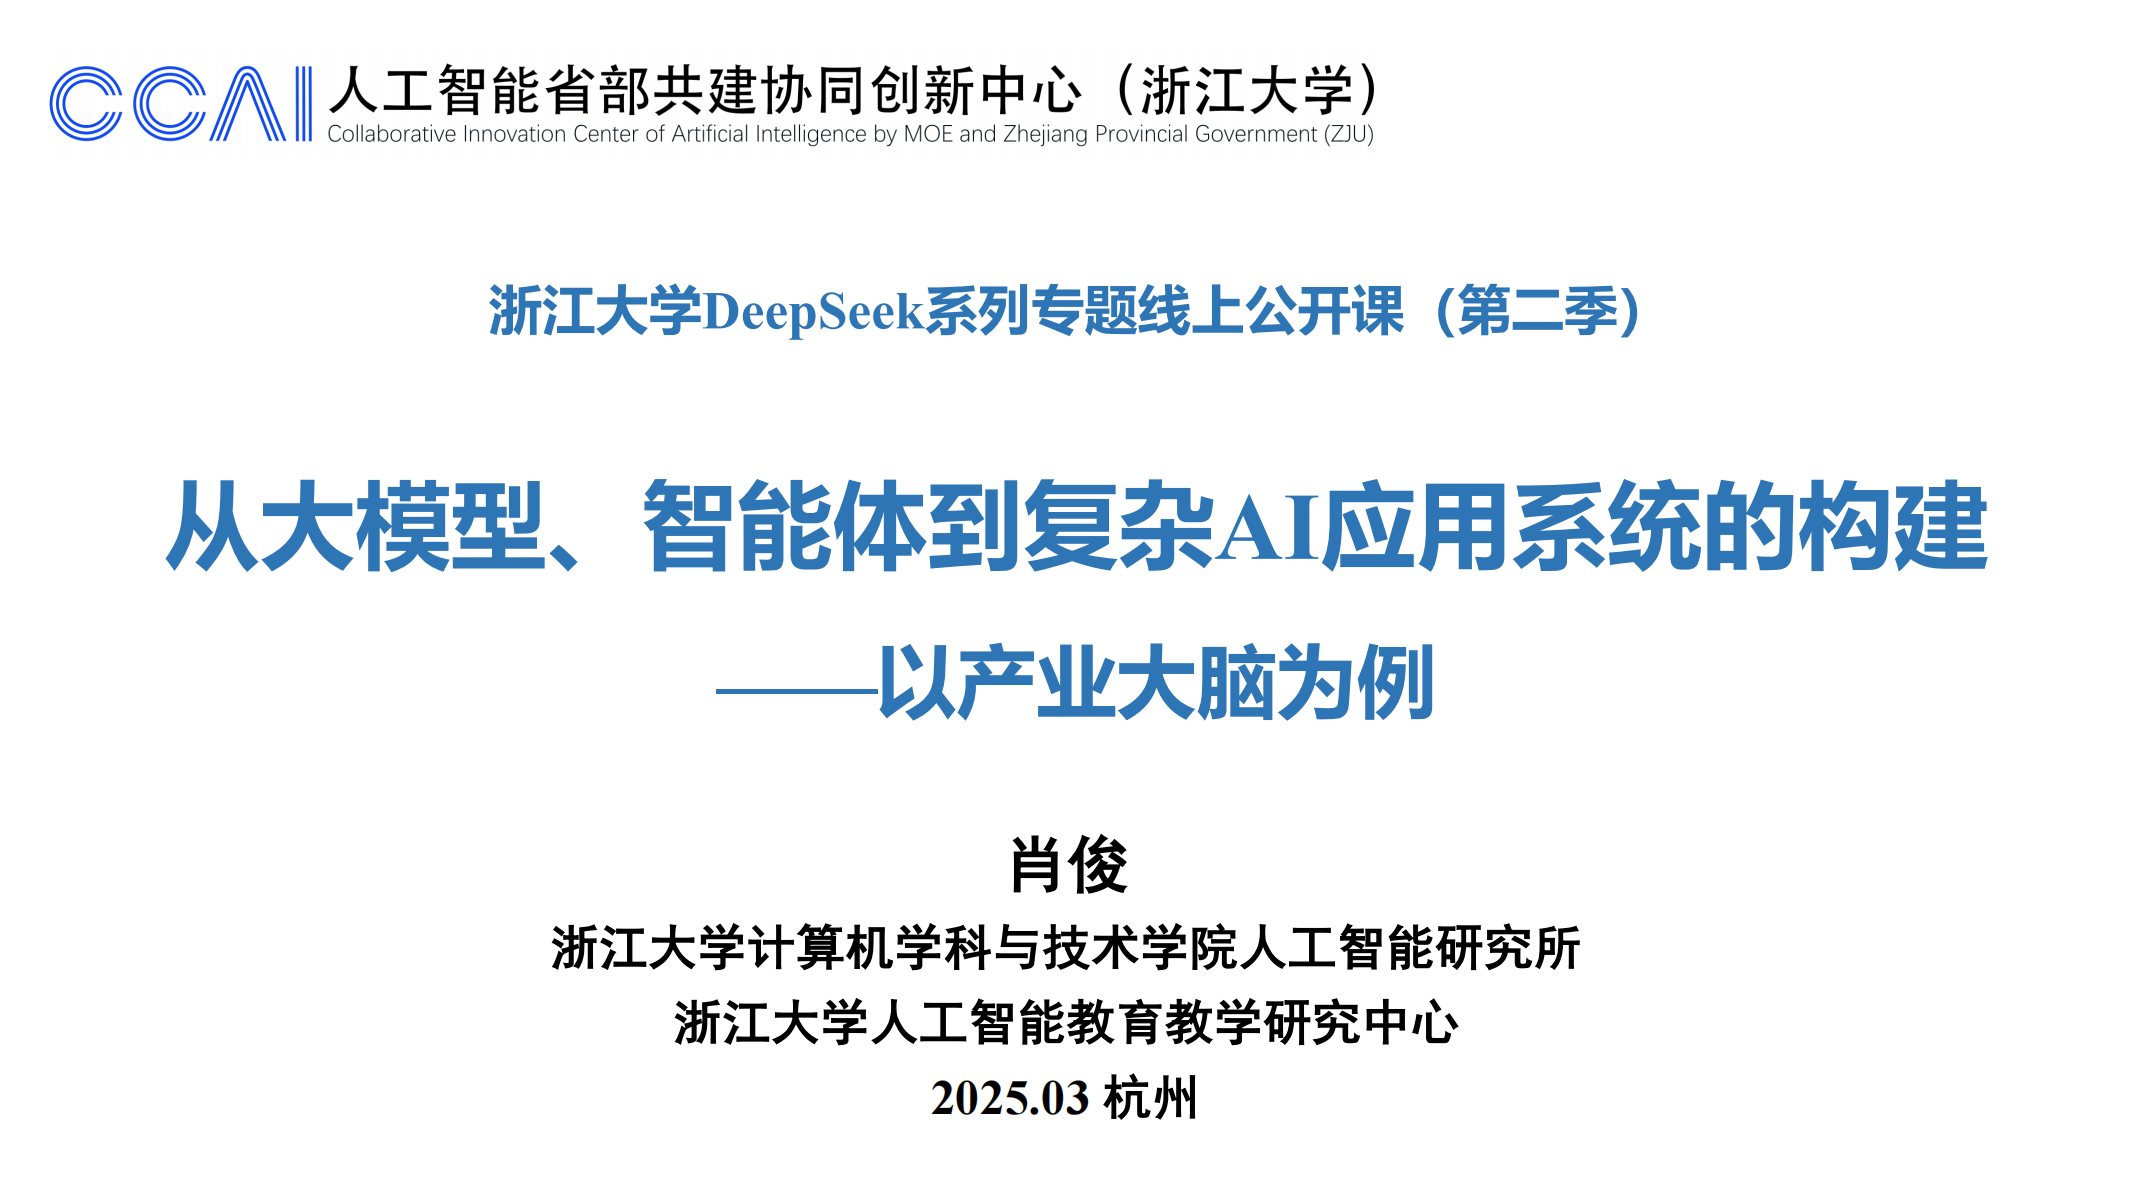 CCAI 人工智能省部共建协同创新中心（浙江大学）
Collaborative Innovation Center of Artificial Intelligence by MOE and Zhejiang Provincial Government (ZJU)
浙江大学DeepSeek系列专题线上公开课（第二季）
从大模型、智能体到复杂AI应用系统的构建
——以产业大脑为例
肖俊
浙江大学计算机学科与技术学院人工智能研究所
浙江大学人工智能教育教学研究中心
2025.03 杭州